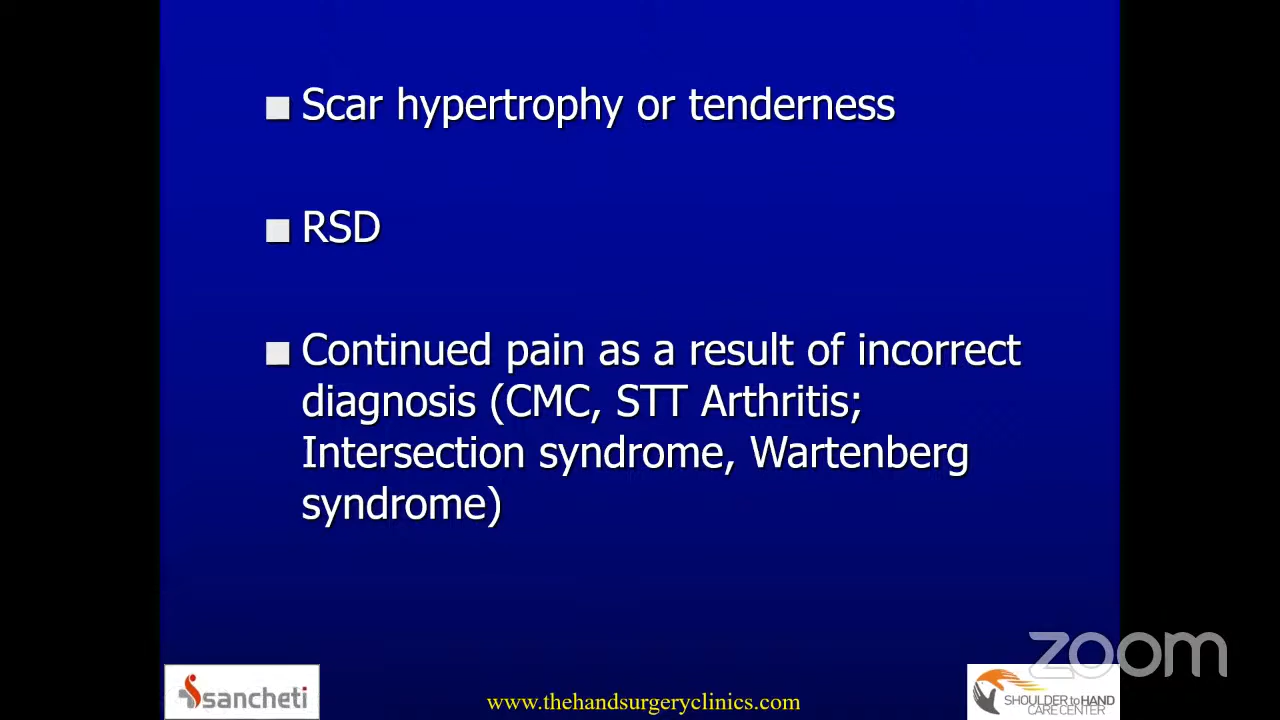 Scar hypertrophy or tenderness
RSD
Continued pain as a result of incorrect
diagnosis (CMC, STT Arthritis;
Intersection syndrome, Wartenberg
syndrome)
zoom
sancheti
www.thehandsurgeryclinics.com
SHOULDER to HAND
CARE CENTER